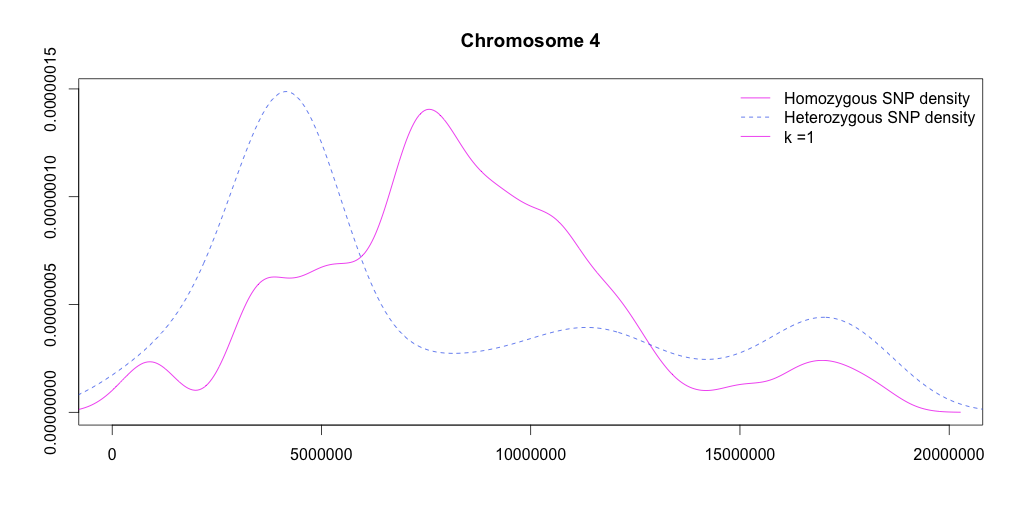 Chromosome 4
0.00000015
0.00000010
0.00000005
0.00000000
Homozygous SNP density
Heterozygous SNP density
k =1
0 5000000 10000000 15000000 20000000